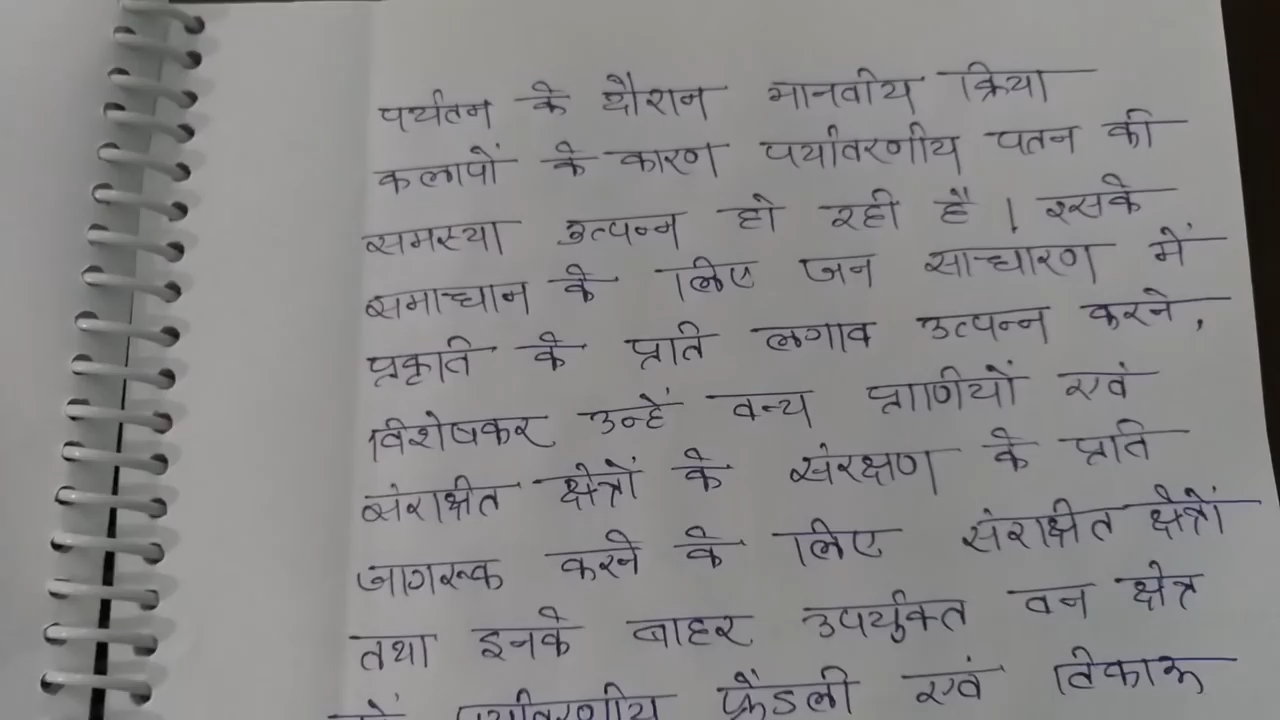 पर्यतन के दौरान मानवीय क्रिया
कलापों के कारण पर्यावरणीय पतन की
समस्या उत्पन्न हो रही है । इसके
समाधान के लिए जन साधारण में
प्रकृति के प्रति लगाव उत्पन्न करने,
विशेषकर उन्हें वन्य प्राणियों एवं
संरक्षित क्षेत्रों के संरक्षण के प्रति
जागरूक करने के लिए संरक्षित क्षेत्रों
तथा इनके बाहर उपर्युक्त वन क्षेत्र
में पर्यावरणीय फ्रेंडली एवं टिकाऊ